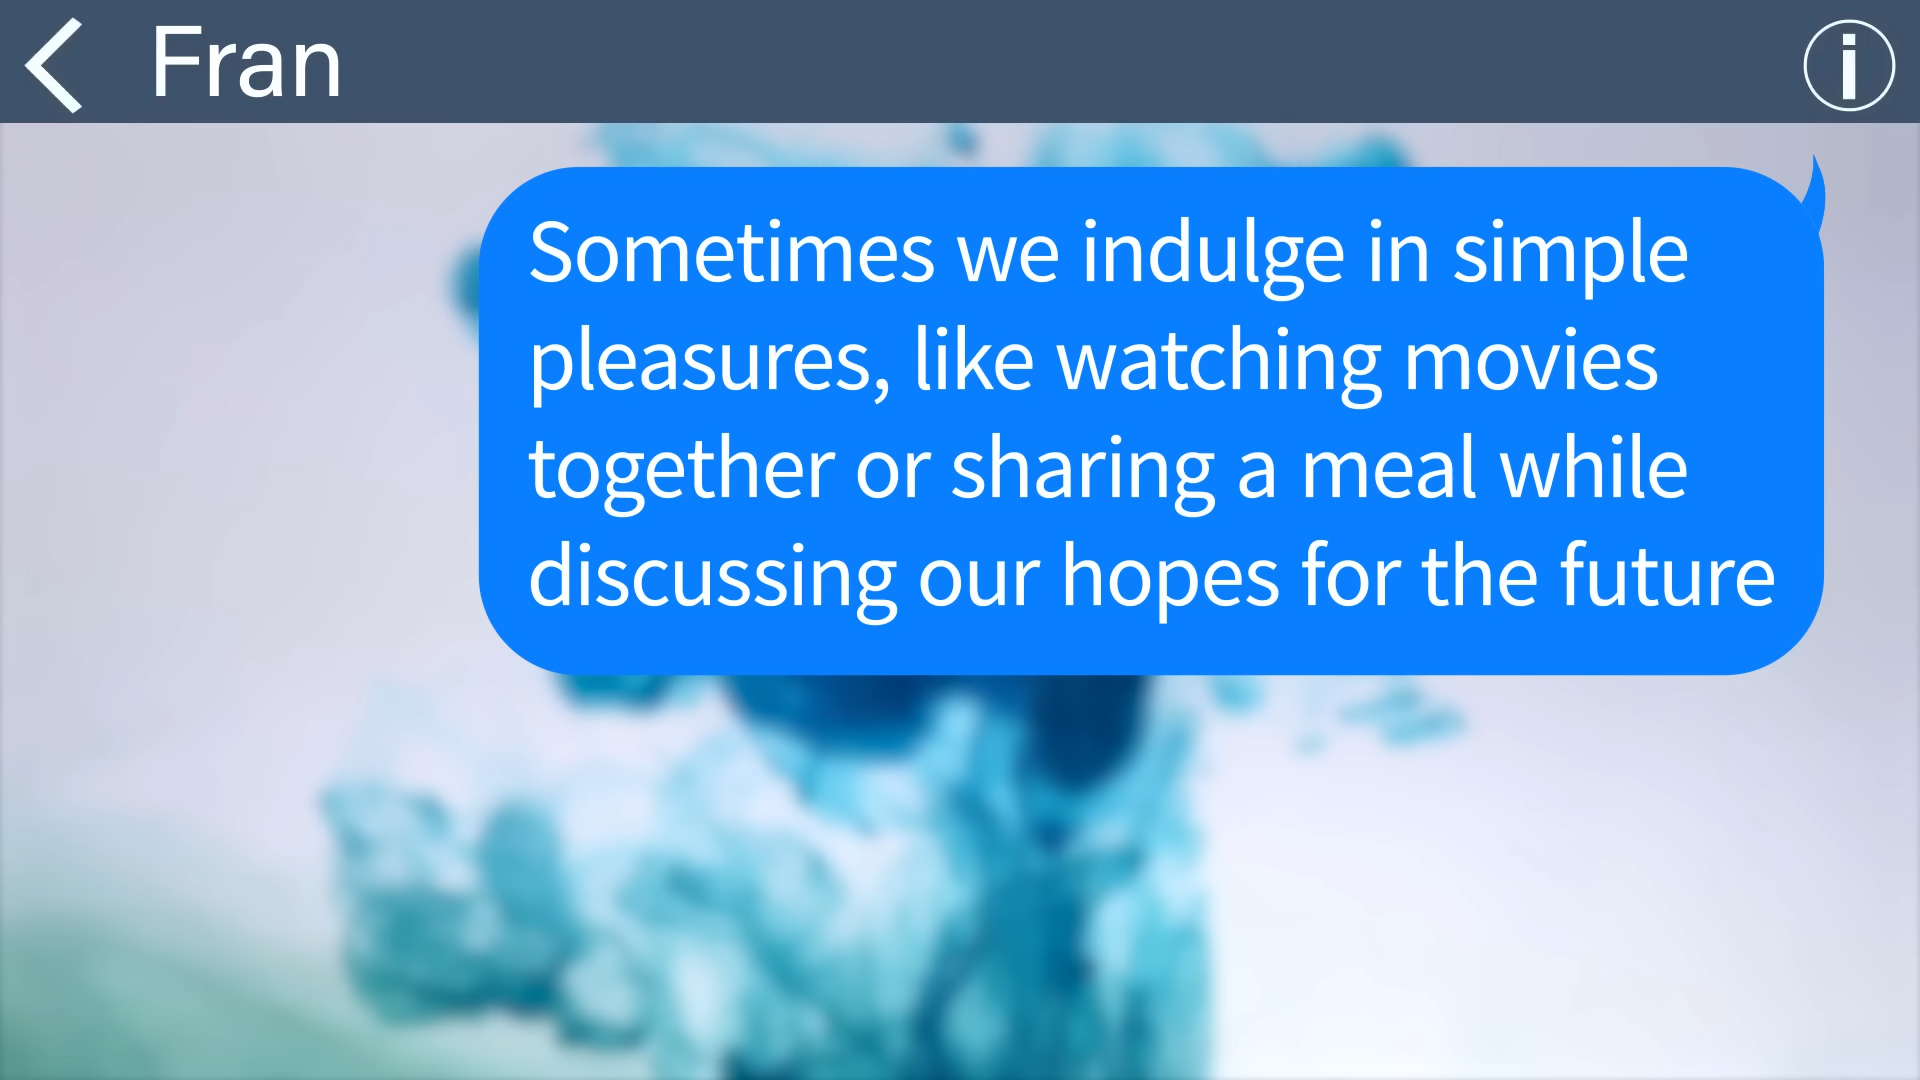 Fran
Sometimes we indulge in simple
pleasures, like watching movies
together or sharing a meal while
discussing our hopes for the future